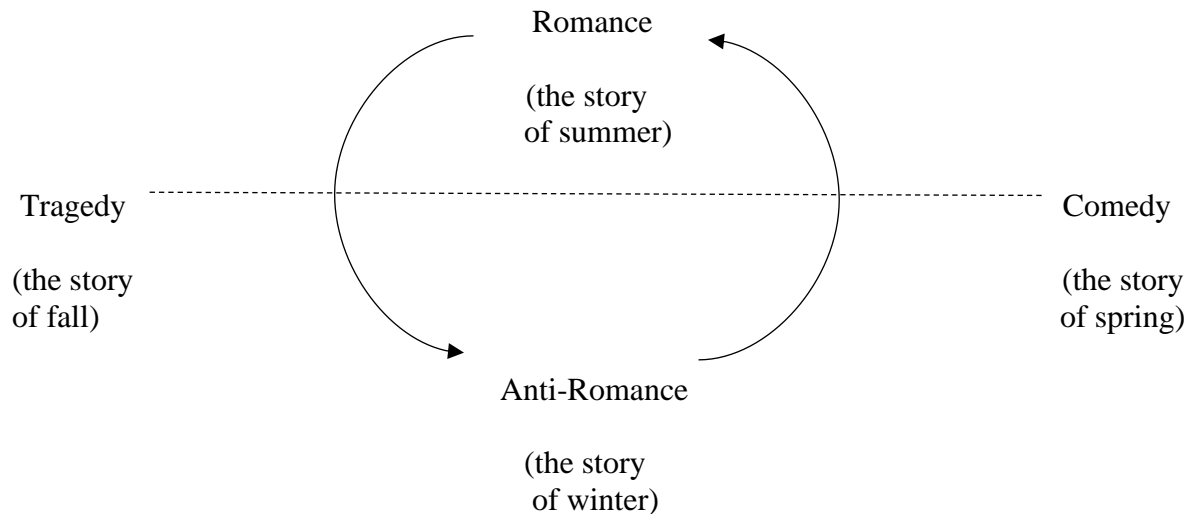 Romance
(the story
of summer)
Tragedy
(the story
of fall)
Comedy
(the story
of spring)
Anti-Romance
(the story
of winter)